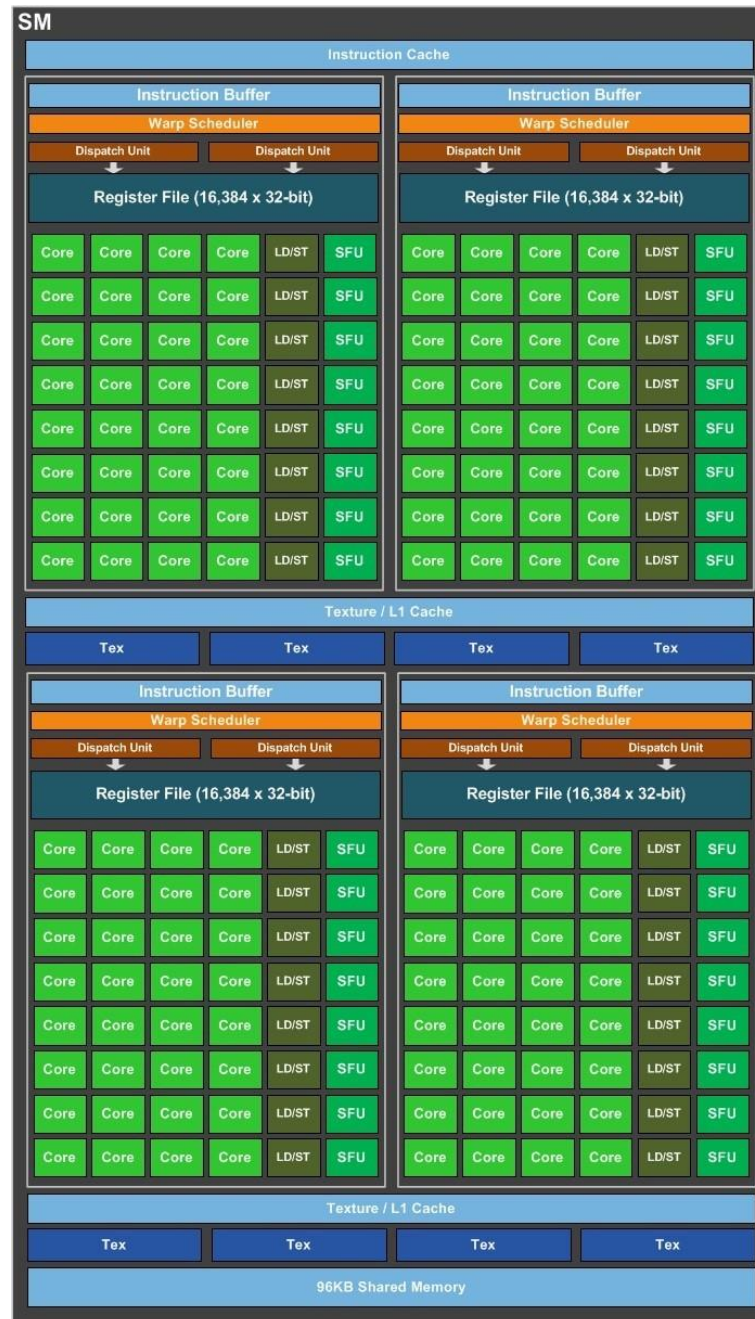 SM
Instruction Cache
Instruction Buffer Instruction Buffer
Warp Scheduler Warp Scheduler
Dispatch Unit Dispatch Unit Dispatch Unit Dispatch Unit
Register File (16,384 x 32-bit) Register File (16,384 x 32-bit)
Core Core Core Core LD/ST SFU Core Core Core Core LD/ST SFU
Core Core Core Core LD/ST SFU Core Core Core Core LD/ST SFU
Core Core Core Core LD/ST SFU Core Core Core Core LD/ST SFU
Core Core Core Core LD/ST SFU Core Core Core Core LD/ST SFU
Core Core Core Core LD/ST SFU Core Core Core Core LD/ST SFU
Core Core Core Core LD/ST SFU Core Core Core Core LD/ST SFU
Core Core Core Core LD/ST SFU Core Core Core Core LD/ST SFU
Core Core Core Core LD/ST SFU Core Core Core Core LD/ST SFU
Texture / L1 Cache
Tex Tex Tex Tex
Instruction Buffer Instruction Buffer
Warp Scheduler Warp Scheduler
Dispatch Unit Dispatch Unit Dispatch Unit Dispatch Unit
Register File (16,384 x 32-bit) Register File (16,384 x 32-bit)
Core Core Core Core LD/ST SFU Core Core Core Core LD/ST SFU
Core Core Core Core LD/ST SFU Core Core Core Core LD/ST SFU
Core Core Core Core LD/ST SFU Core Core Core Core LD/ST SFU
Core Core Core Core LD/ST SFU Core Core Core Core LD/ST SFU
Core Core Core Core LD/ST SFU Core Core Core Core LD/ST SFU
Core Core Core Core LD/ST SFU Core Core Core Core LD/ST SFU
Core Core Core Core LD/ST SFU Core Core Core Core LD/ST SFU
Core Core Core Core LD/ST SFU Core Core Core Core LD/ST SFU
Texture / L1 Cache
Tex Tex Tex Tex
96KB Shared Memory